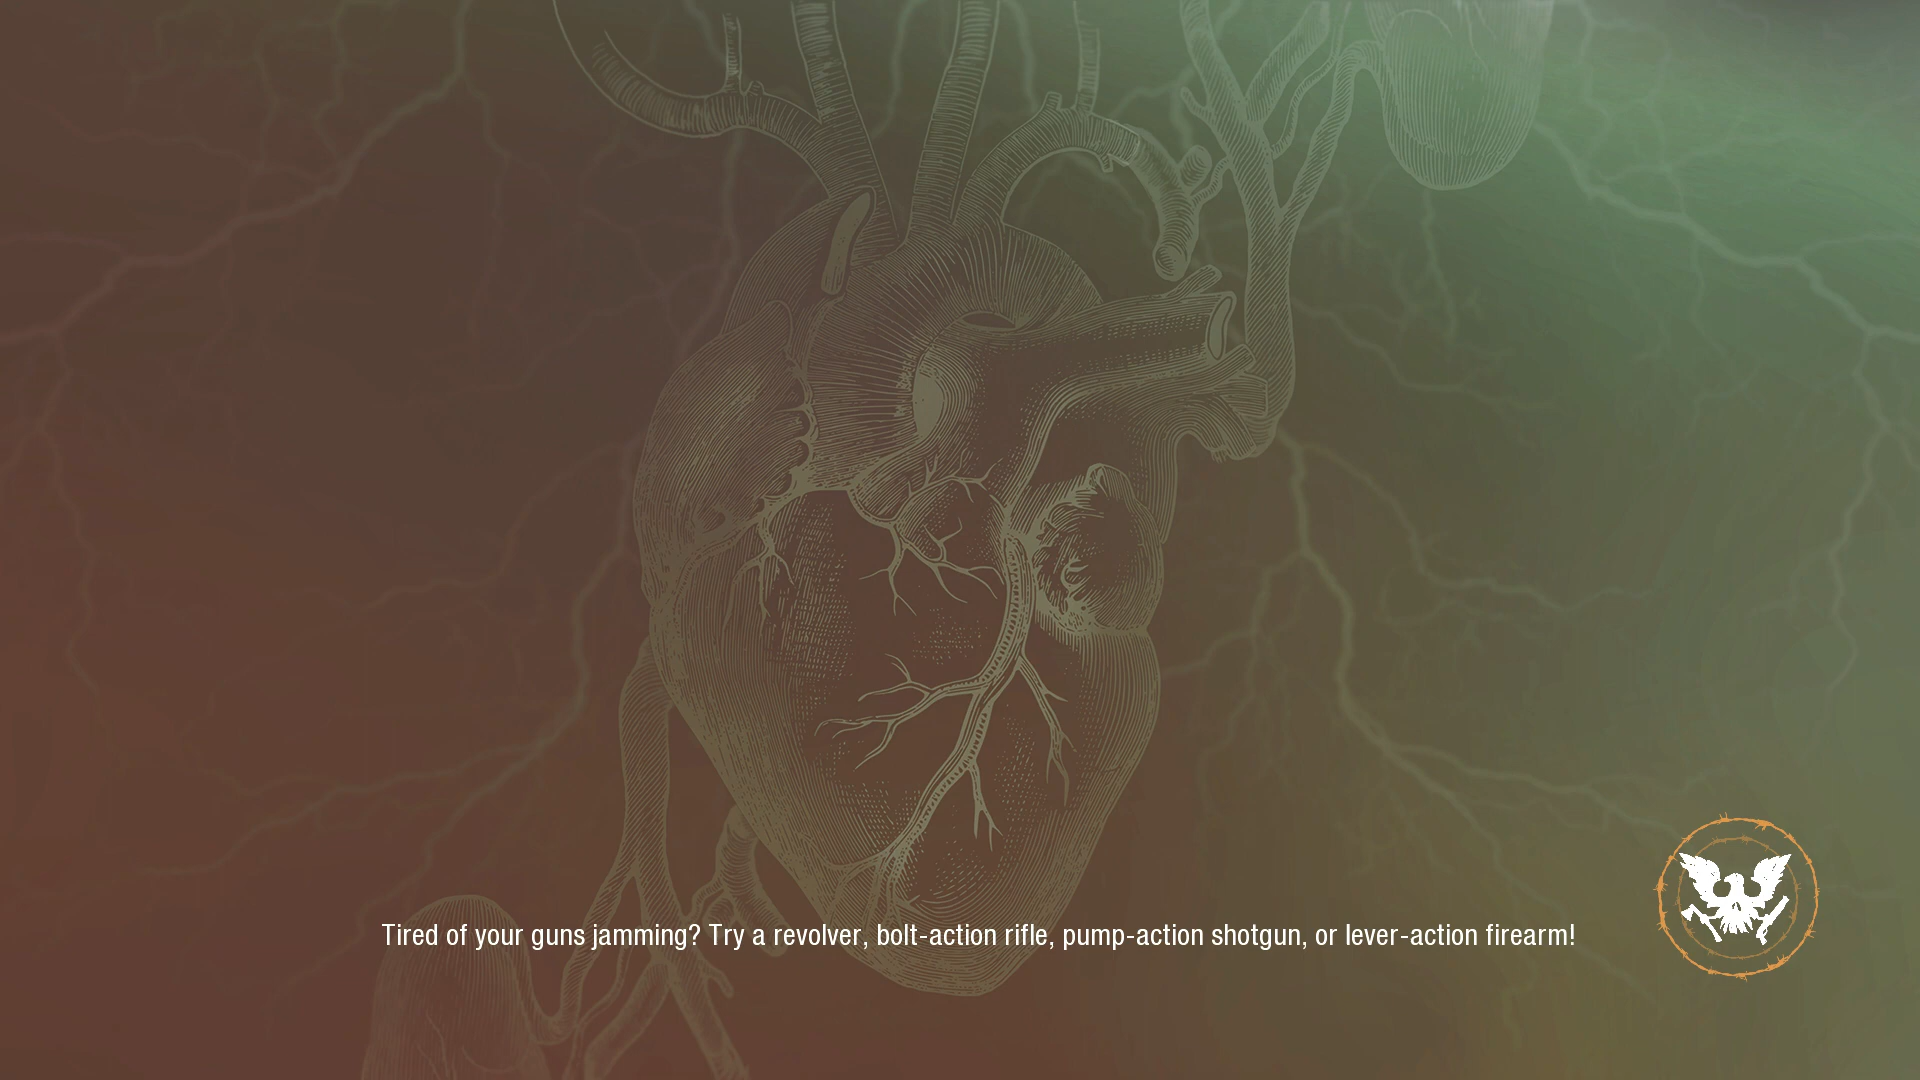 Tired of your guns jamming? Try a revolver, bolt-action rifle, pump-action shotgun, or lever-action firearm!